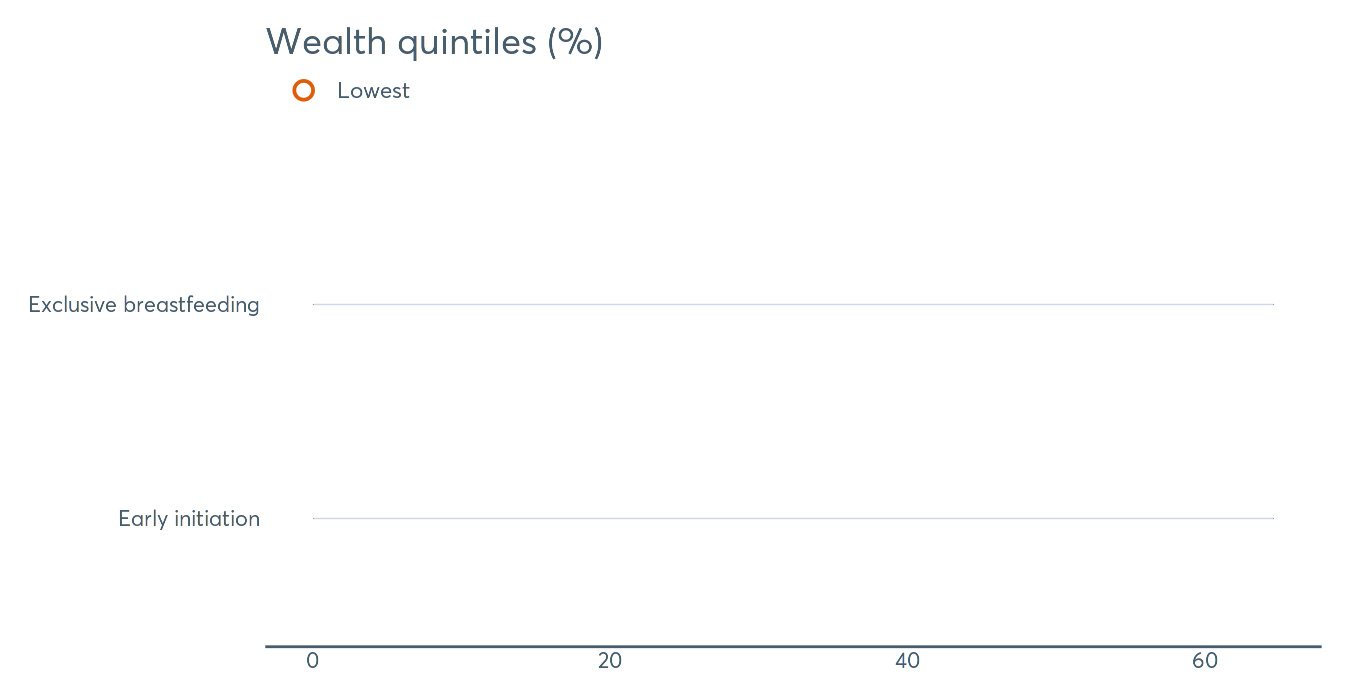 Wealth quintiles (%)
Lowest
Exclusive breastfeeding
Early initiation
0 20 40 60